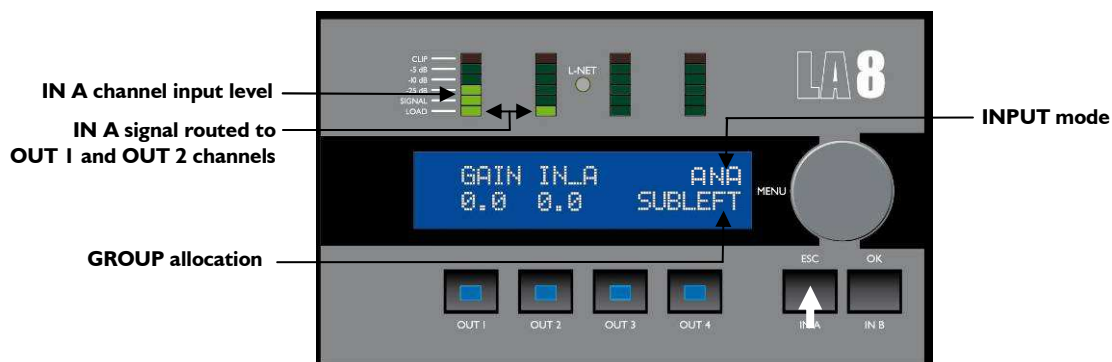 CLIP
-5 dB
-10 dB
-25 dB
SIGNAL
LOAD
L-NET
LA8
IN A channel input level
IN A signal routed to
OUT 1 and OUT 2 channels
INPUT mode
GAIN IN_A ANA
0.0 0.0 SUBLEFT
MENU
GROUP allocation
ESC OK
OUT 1 OUT 2 OUT 3 OUT 4 IN A IN B